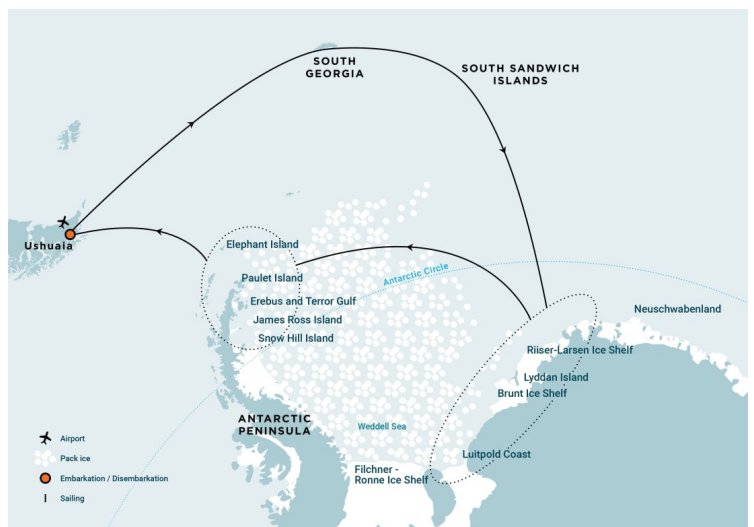 SOUTH
GEORGIA
SOUTH SANDWICH
ISLANDS
Ushuaia
Elephant Island
Paulet Island
Antarctic Circle
Erebus and Terror Gulf
James Ross Island
Snow Hill Island
Neuschwabenland
Riiser-Larsen Ice Shelf
Lyddan Island
Brunt Ice Shelf
ANTARCTIC
PENINSULA
Weddell Sea
Luitpold Coast
Filchner -
Ronne Ice Shelf
Airport
Pack ice
Embarkation / Disembarkation
Sailing